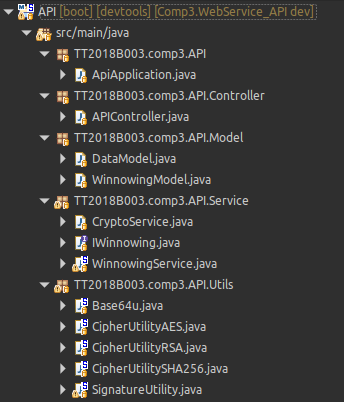 API [boot] [devtools] [Comp3.WebService_API dev]
src/main/java
TT2018B003.comp3.API
ApiApplication.java
TT2018B003.comp3.API.Controller
APIController.java
TT2018B003.comp3.API.Model
DataModel.java
WinnowingModel.java
TT2018B003.comp3.API.Service
CryptoService.java
IWinnowing.java
WinnowingService.java
TT2018B003.comp3.API.Utils
Base64u.java
CipherUtilityAES.java
CipherUtilityRSA.java
CipherUtilitySHA256.java
SignatureUtility.java